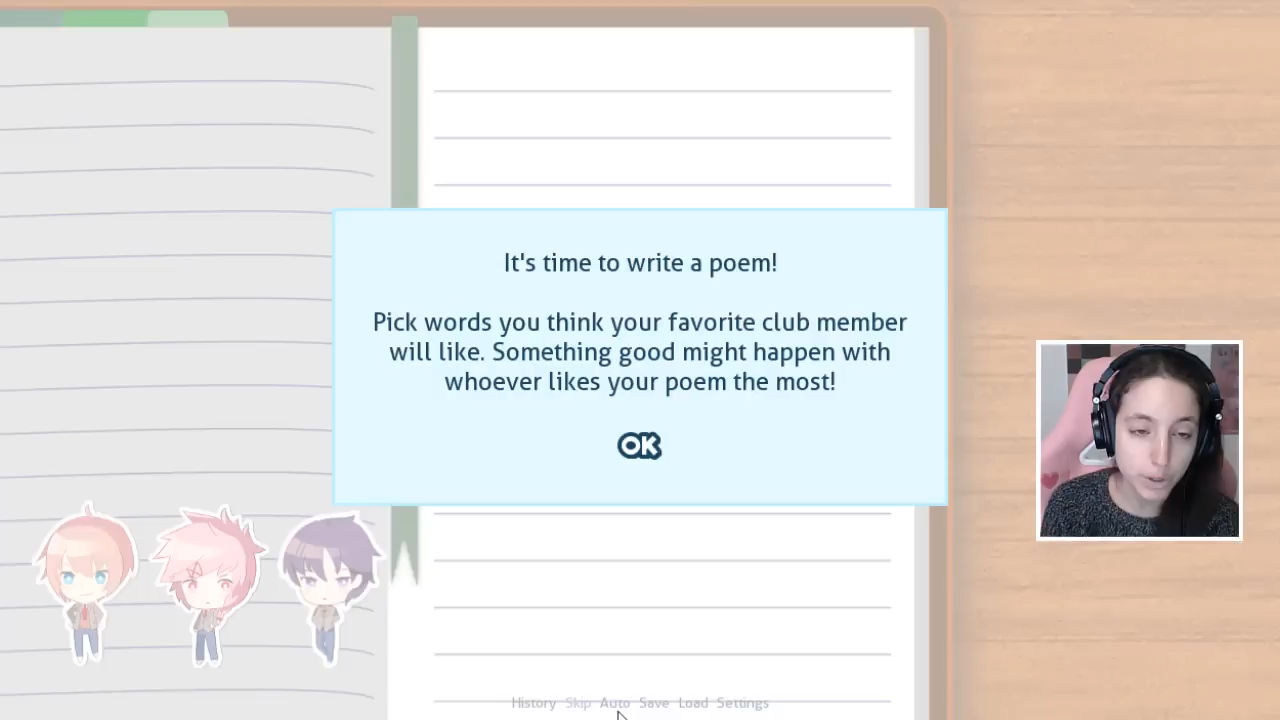 It's time to write a poem!
Pick words you think your favorite club member
will like. Something good might happen with
whoever likes your poem the most!
OK
History Skip Auto Save Load Settings